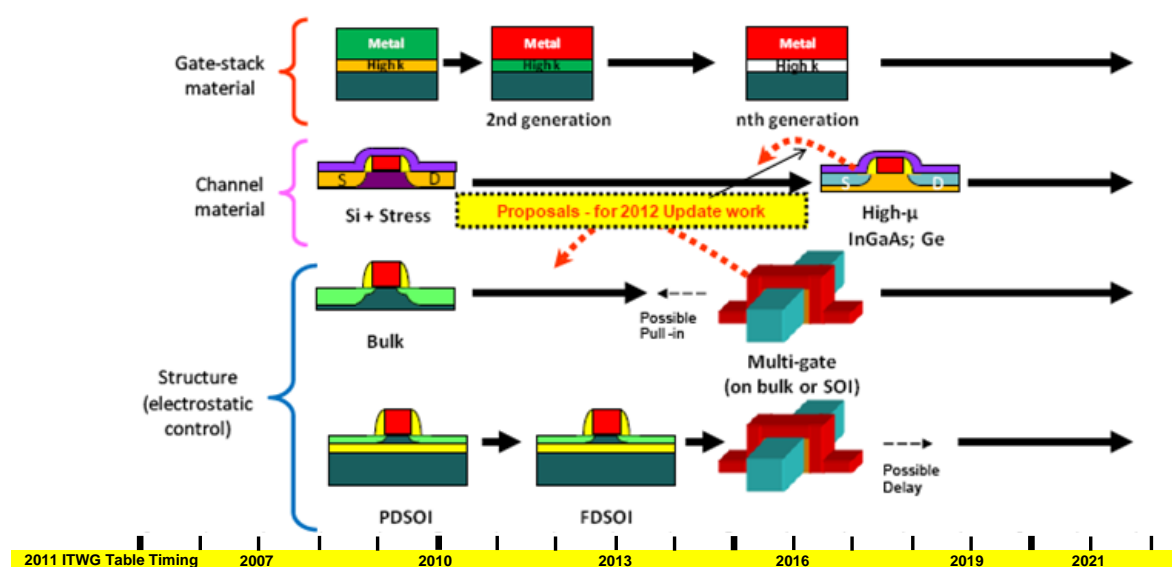 Metal
High k
Metal
High k
Metal
High k
Gate-stack
material
2nd generation
nth generation
Channel
material
S
D
Si + Stress
Proposals - for 2012 Update work
S
D
High-μ
InGaAs; Ge
Bulk
Possible
Pull-in
Multi-gate
(on bulk or SOI)
Structure
(electrostatic
control)
Possible
Delay
PDSOI
FDSOI
2011 ITWG Table Timing 2007 2010 2013 2016 2019 2021